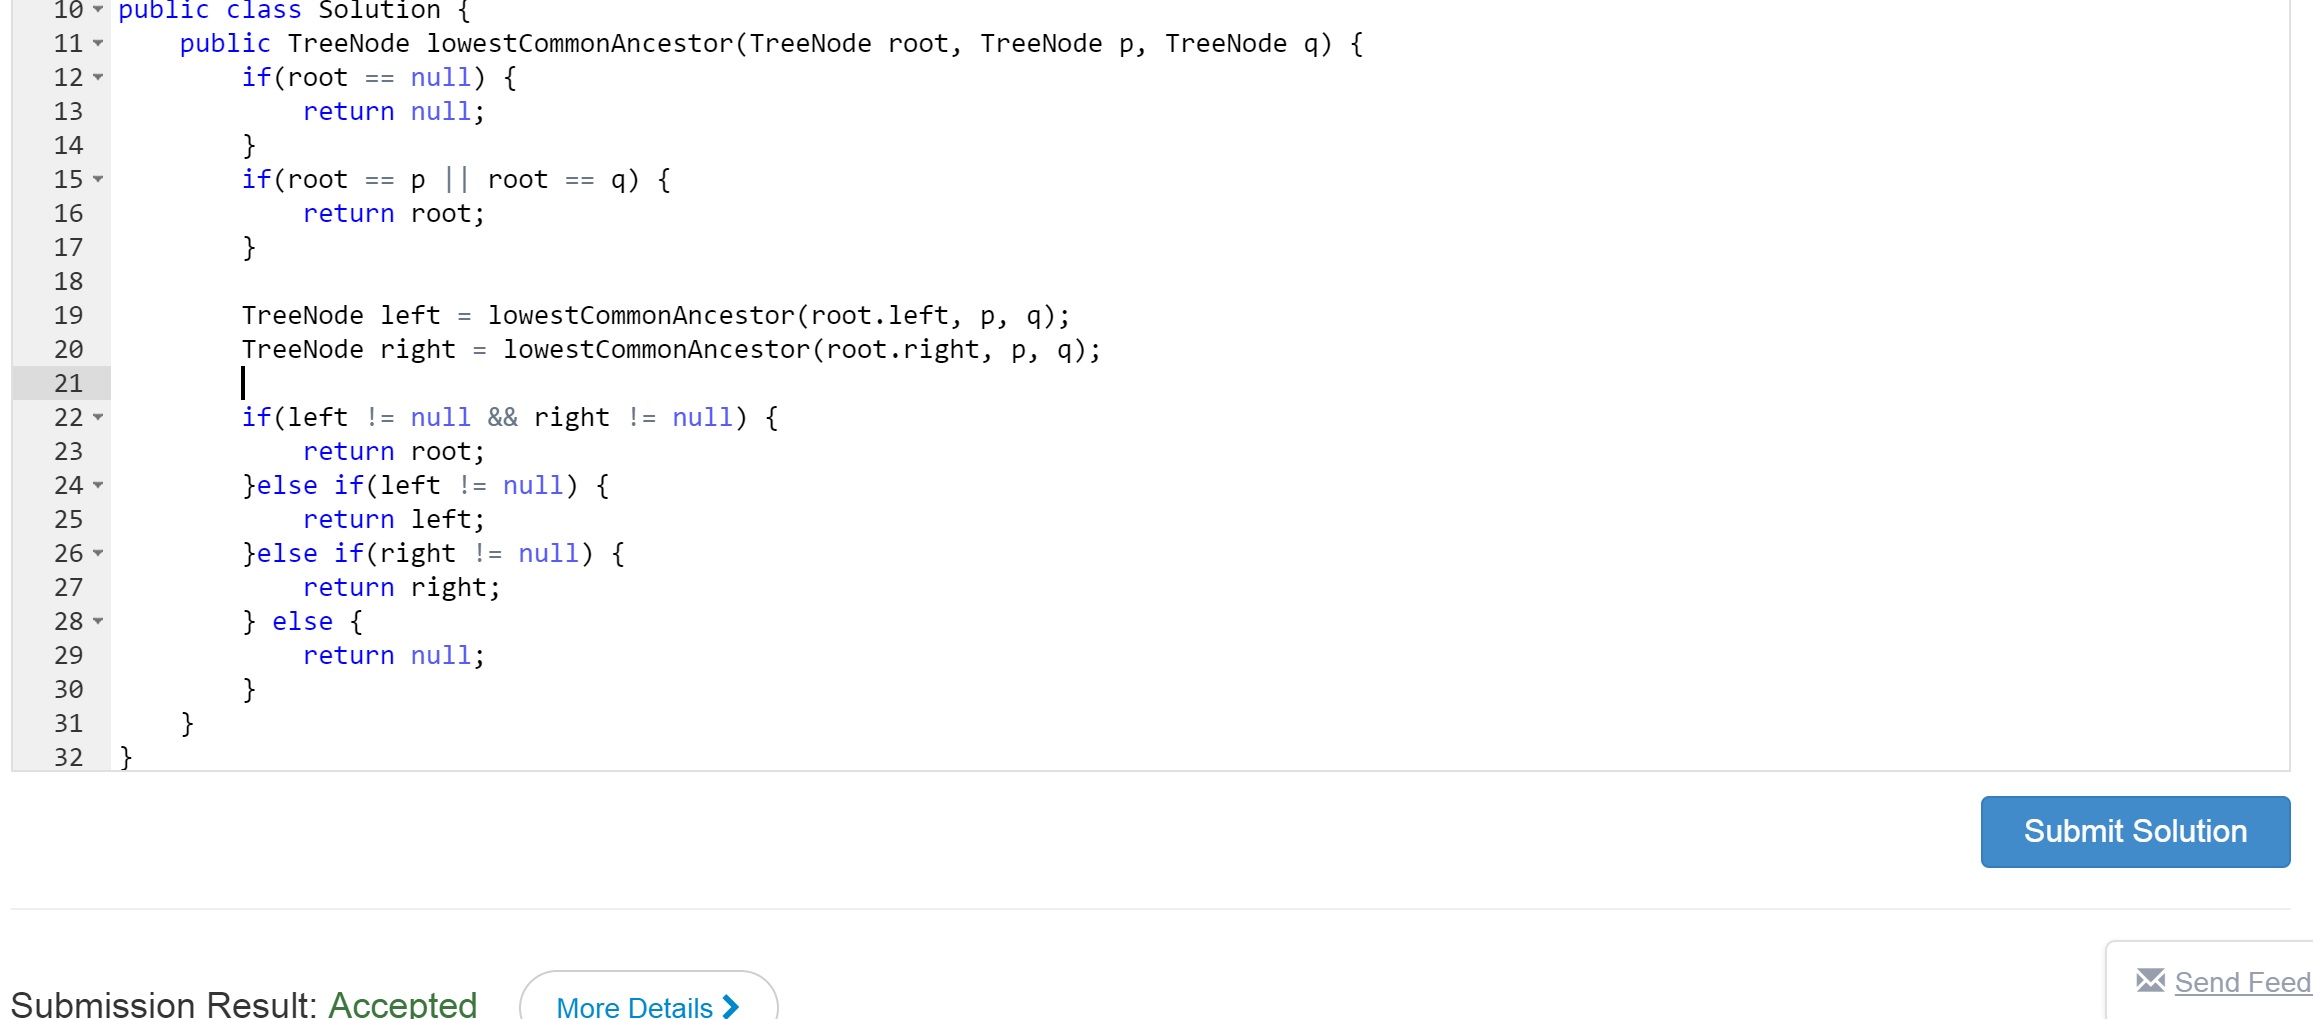 10 public class Solution {
11     public TreeNode lowestCommonAncestor(TreeNode root, TreeNode p, TreeNode q) {
12         if(root == null) {
13             return null;
14         }
15         if(root == p || root == q) {
16             return root;
17         }
18
19         TreeNode left = lowestCommonAncestor(root.left, p, q);
20         TreeNode right = lowestCommonAncestor(root.right, p, q);
21
22         if(left != null && right != null) {
23             return root;
24         }else if(left != null) {
25             return left;
26         }else if(right != null) {
27             return right;
28         } else {
29             return null;
30         }
31     }
32 }
Submit Solution
Send Feed
Submission Result: Accepted More Details